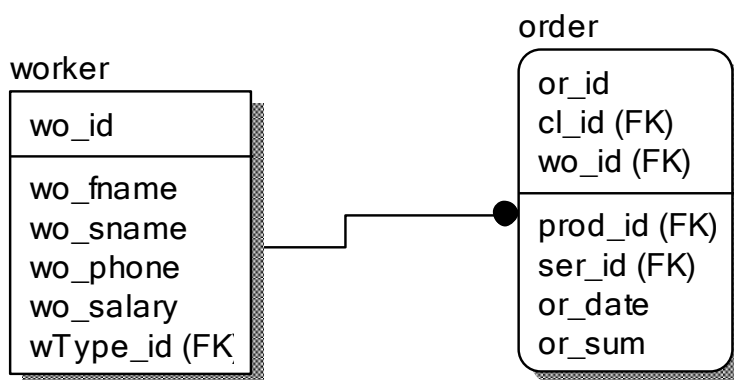 worker
wo_id
wo_fname
wo_sname
wo_phone
wo_salary
wType_id (FK
order
or_id
cl_id (FK)
wo_id (FK)
prod_id (FK)
ser_id (FK)
or_date
or_sum